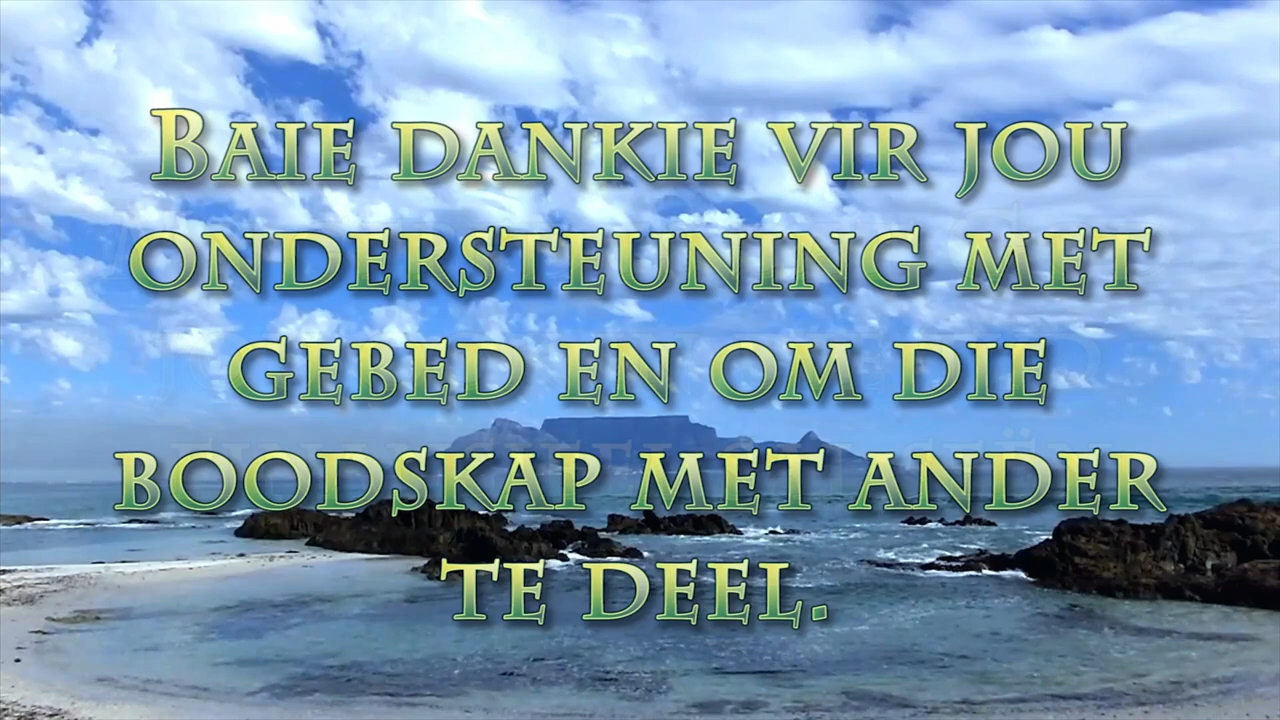 Baie dankie vir jou
ondersteuning met
gebed en om die
boodskap met ander
te deel.